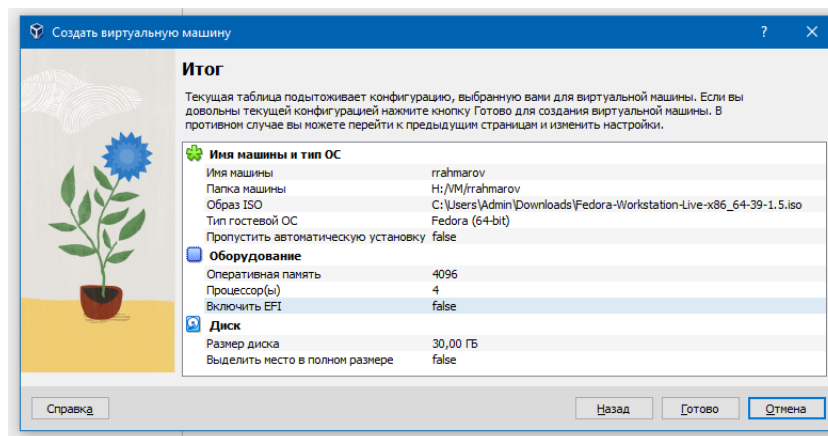 Создать виртуальную машину
Итог
Текущая таблица подытоживает конфигурацию, выбранную вами для виртуальной машины. Если вы
довольны текущей конфигурацией нажмите кнопку Готово для создания виртуальной машины. В
противном случае вы можете перейти к предыдущим страницам и изменить настройки.
Имя машины и тип ОС
Имя машины rrahmarov
Папка машины H:/VM/rrahmarov
Образ ISO C:\Users\Admin\Downloads\Fedora-Workstation-Live-x86_64-39-1.5.iso
Тип гостевой ОС Fedora (64-bit)
Пропустить автоматическую установку false
Оборудование
Оперативная память 4096
Процессор(ы) 4
Включить EFI false
Диск
Размер диска 30,00 ГБ
Выделить место в полном размере false
Справка Назад Готово Отмена